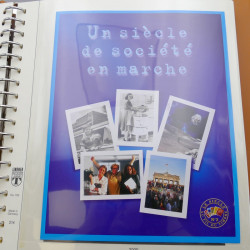 Un siècle
de société
en marche